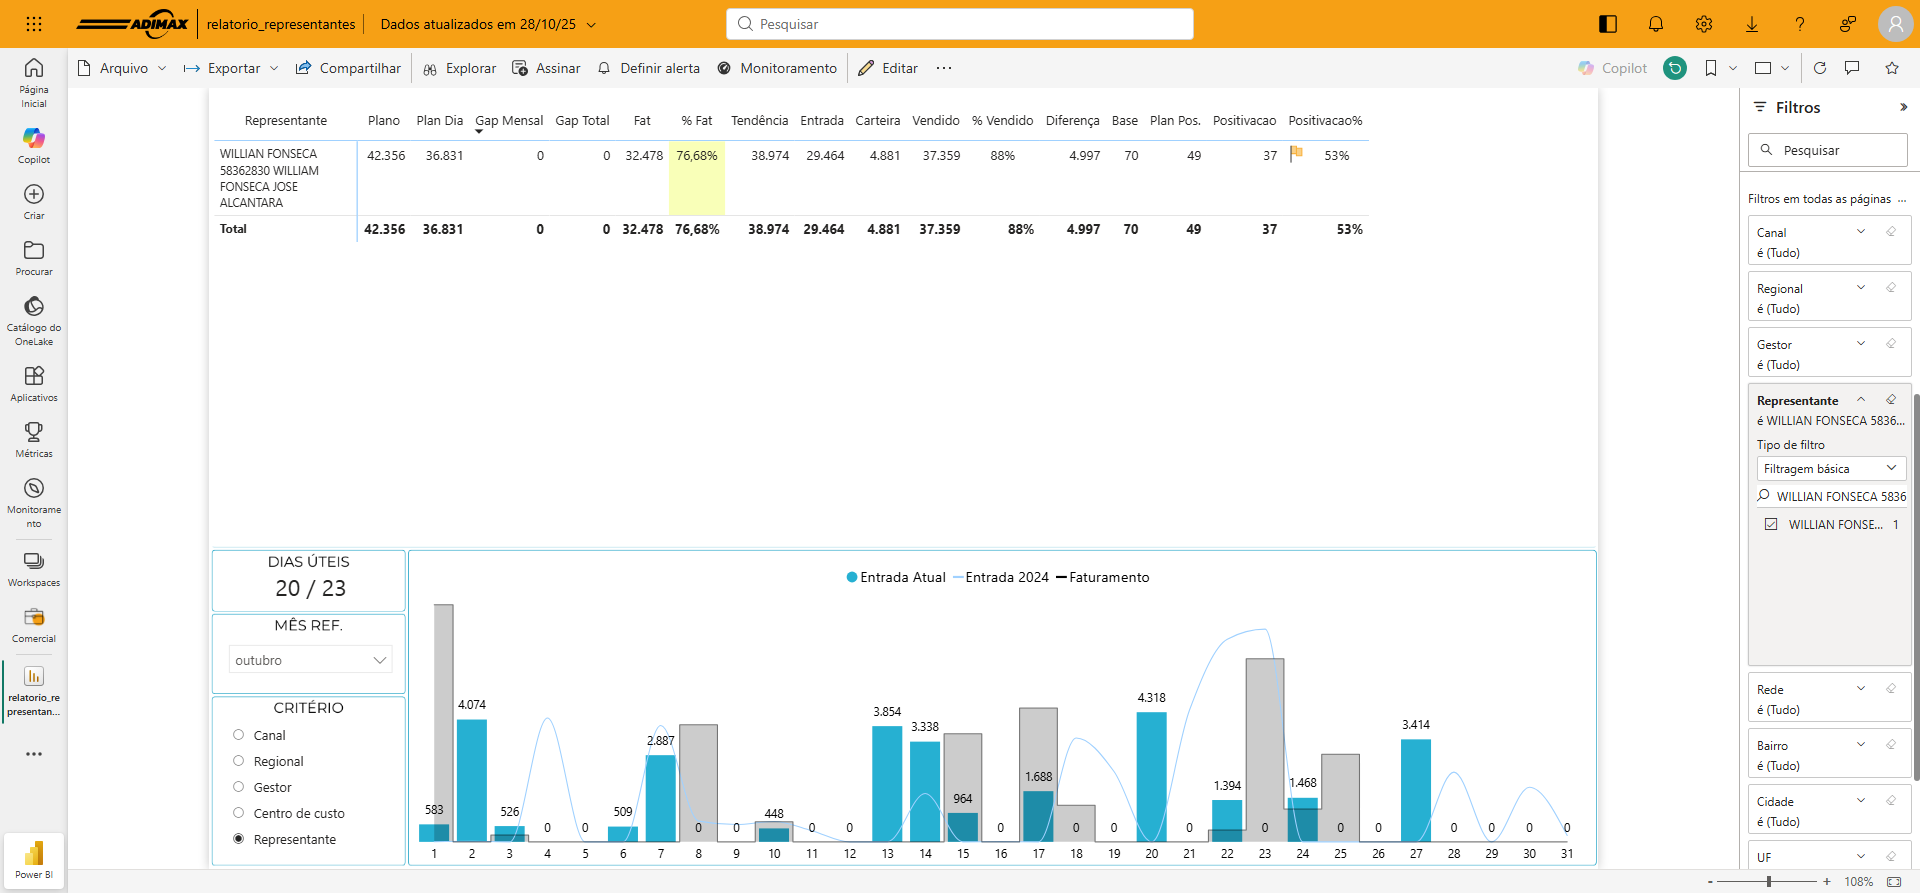 ADIMAX
relatorio_representantes
Dados atualizados em 28/10/25
Pesquisar
Arquivo
Exportar
Compartilhar
Explorar
Assinar
Definir alerta
Monitoramento
Editar
Copilot
Página
Inicial
Copilot
Criar
Procurar
Catálogo do
OneLake
Aplicativos
Métricas
Monitorame
nto
Workspaces
Comercial
relatorio_re
presentan...
Power BI
Representante Plano Plan Dia Gap Mensal Gap Total Fat % Fat Tendência Entrada Carteira Vendido % Vendido Diferença Base Plan Pos. Positivacao Positivacao%
WILLIAN FONSECA 42.356 36.831 0 0 32.478 76,68% 38.974 29.464 4.881 37.359 88% 4.997 70 49 37 53%
58362830 WILLIAM
FONSECA JOSE
ALCANTARA
Total 42.356 36.831 0 0 32.478 76,68% 38.974 29.464 4.881 37.359 88% 4.997 70 49 37 53%
DIAS ÚTEIS
20 / 23
MÊS REF.
outubro
CRITÉRIO
Canal
Regional
Gestor
Centro de custo
Representante
Entrada Atual Entrada 2024 Faturamento
583 4.074 526 0 0 509 2.887 0 0 448 0 0 3.854 3.338 964 0 1.688 0 0 4.318 0 1.394 0 1.468 0 0 3.414 0 0 0 0
1 2 3 4 5 6 7 8 9 10 11 12 13 14 15 16 17 18 19 20 21 22 23 24 25 26 27 28 29 30 31
Filtros
Pesquisar
Filtros em todas as páginas ...
Canal
é (Tudo)
Regional
é (Tudo)
Gestor
é (Tudo)
Representante
é WILLIAN FONSECA 5836...
Tipo de filtro
Filtragem básica
WILLIAN FONSECA 5836
WILLIAN FONSE... 1
Rede
é (Tudo)
Bairro
é (Tudo)
Cidade
é (Tudo)
UF
- + 108%